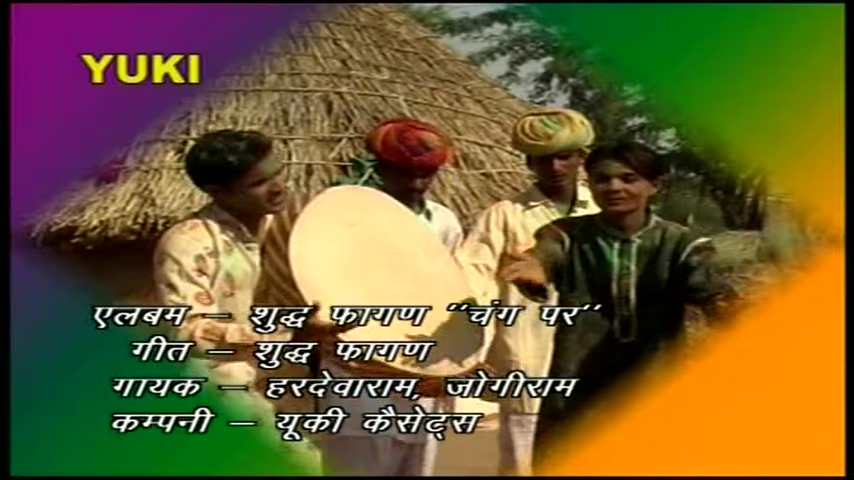 YUKI
एलबम – शुद्ध फागण "चंग पर"
गीत – शुद्ध फागण
गायक – हरदेवाराम, जोगीराम
कम्पनी – यूकी कैसेट्स